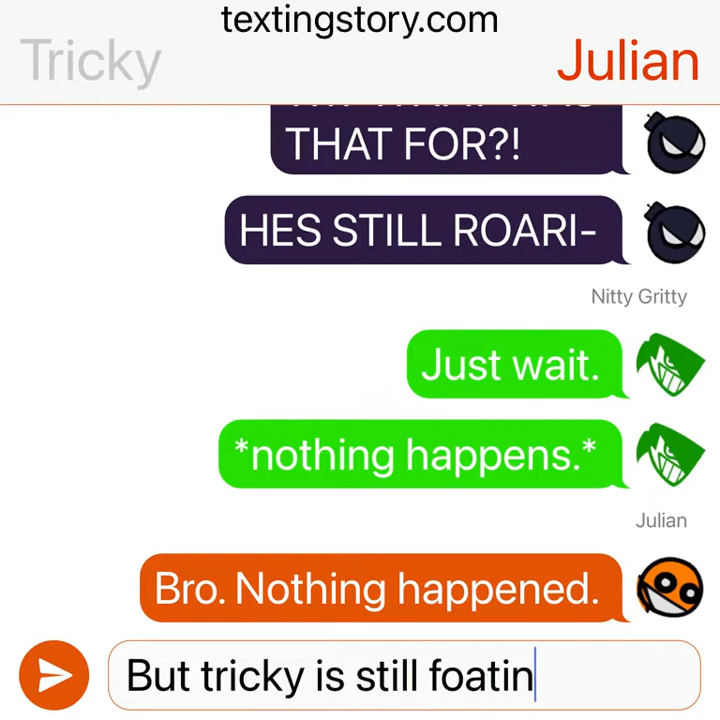 textingstory.com
Tricky
Julian
THAT FOR?!
HES STILL ROARI-
Nitty Gritty
Just wait.
*nothing happens.*
Julian
Bro. Nothing happened.
But tricky is still foatin